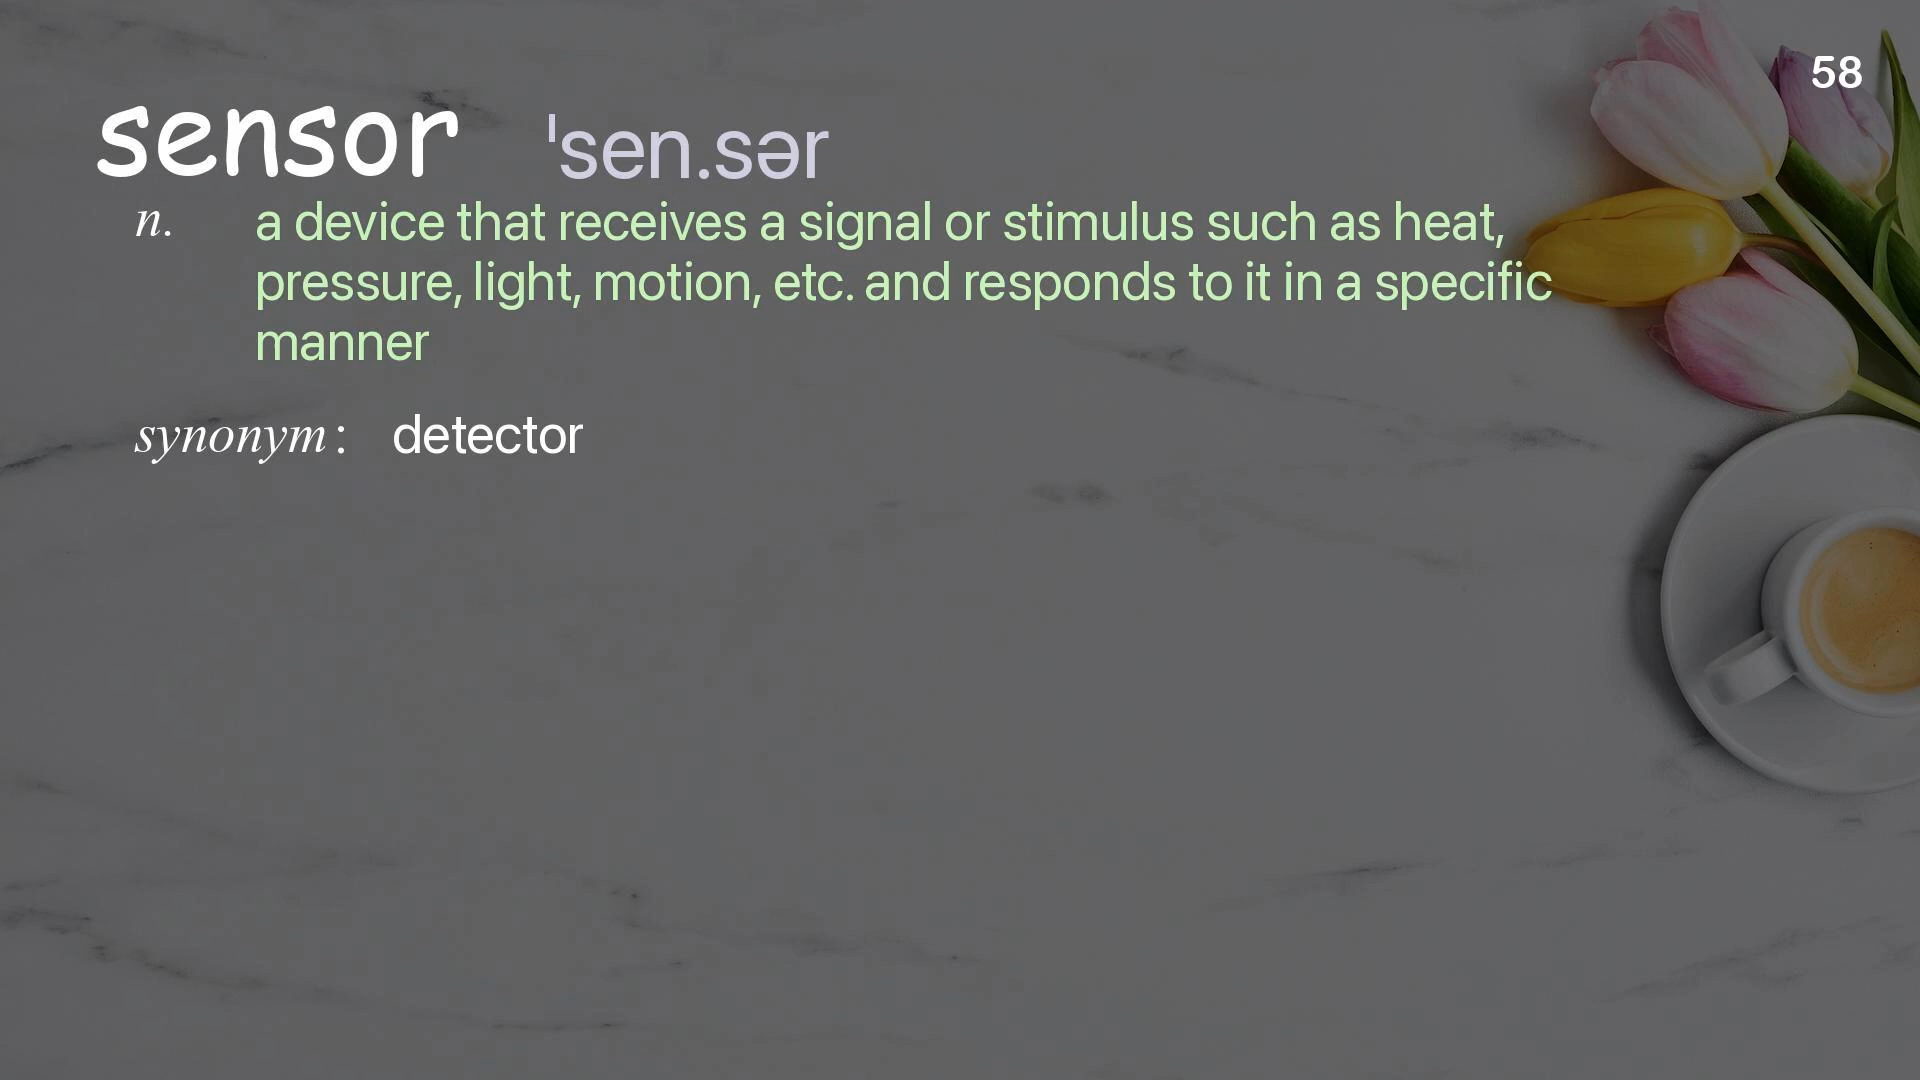 58
sensor ˈsen.sər
n. a device that receives a signal or stimulus such as heat,
pressure, light, motion, etc. and responds to it in a specific
manner
synonym: detector